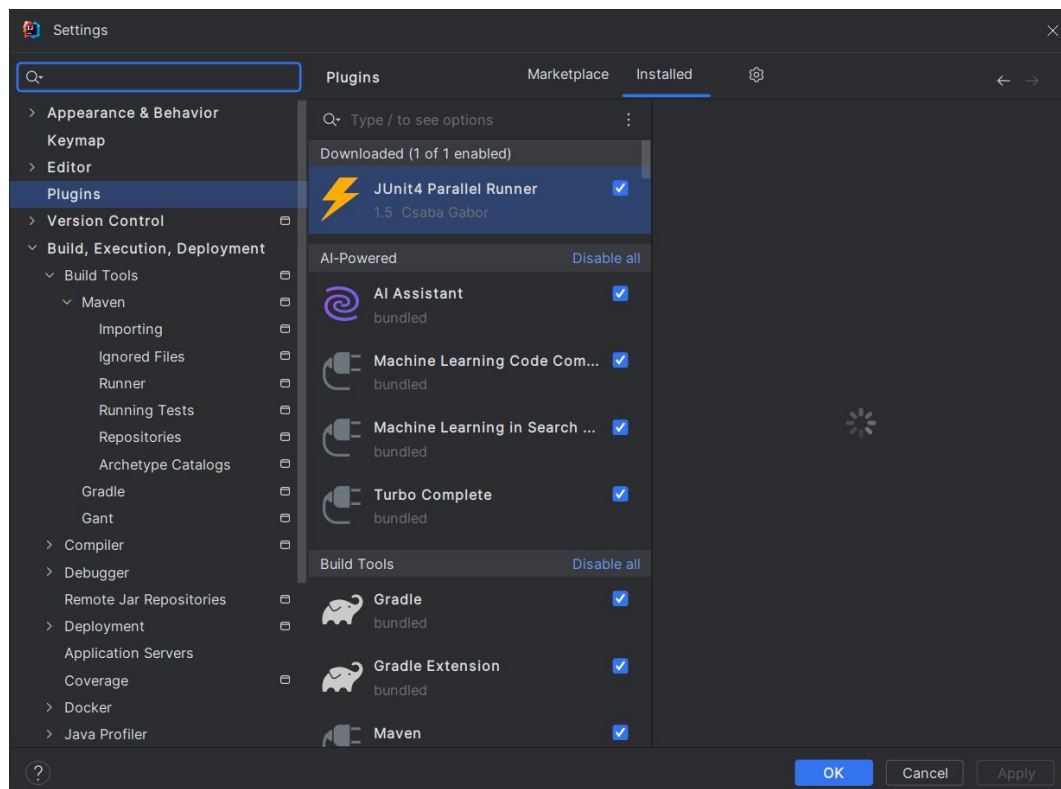 Settings
Plugins
Marketplace
Installed
Appearance & Behavior
Keymap
Editor
Plugins
Version Control
Build, Execution, Deployment
Build Tools
Maven
Importing
Ignored Files
Runner
Running Tests
Repositories
Archetype Catalogs
Gradle
Gant
Compiler
Debugger
Remote Jar Repositories
Deployment
Application Servers
Coverage
Docker
Java Profiler
Type / to see options
Downloaded (1 of 1 enabled)
JUnit4 Parallel Runner
1.5 Csaba Gabor
AI-Powered Disable all
AI Assistant
bundled
Machine Learning Code Com...
bundled
Machine Learning in Search ...
bundled
Turbo Complete
bundled
Build Tools Disable all
Gradle
bundled
Gradle Extension
bundled
Maven
?
OK
Cancel
Apply